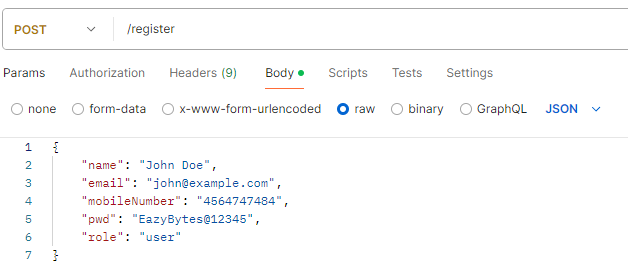 POST /register
Params Authorization Headers (9) Body Scripts Tests Settings
none form-data x-www-form-urlencoded raw binary GraphQL JSON
1 {
2 "name": "John Doe",
3 "email": "john@example.com",
4 "mobileNumber": "4564747484",
5 "pwd": "EazyBytes@12345",
6 "role": "user"
7 }